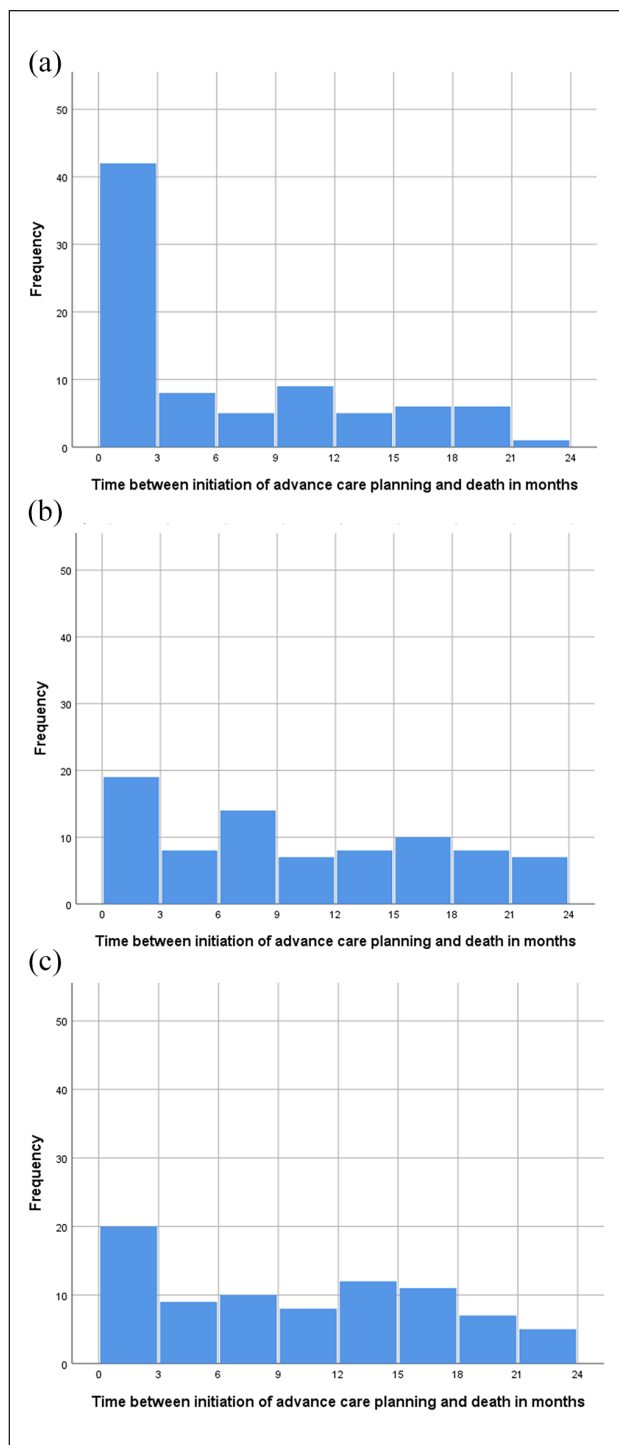 (a)
50
40
30
20
10
0
Frequency
0 3 6 9 12 15 18 21 24
Time between initiation of advance care planning and death in months
(b)
50
40
30
20
10
0
Frequency
0 3 6 9 12 15 18 21 24
Time between initiation of advance care planning and death in months
(c)
50
40
30
20
10
0
Frequency
0 3 6 9 12 15 18 21 24
Time between initiation of advance care planning and death in months